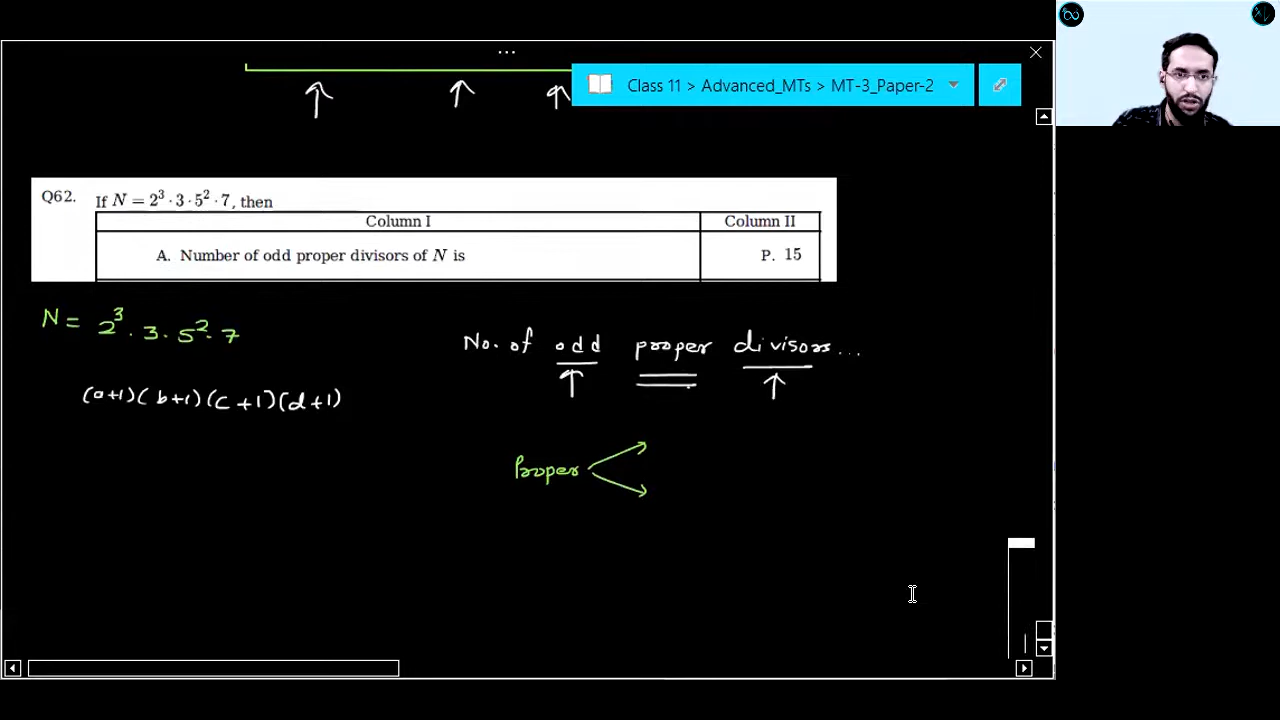 ...
Class 11 > Advanced_MTs > MT-3_Paper-2
Q62. If N = 2³ · 3 · 5² · 7, then
Column I Column II
A. Number of odd proper divisors of N is P. 15
N = 2³ . 3 . 5² . 7
No. of odd proper divisors...
(a+1)(b+1)(c+1)(d+1)
Proper